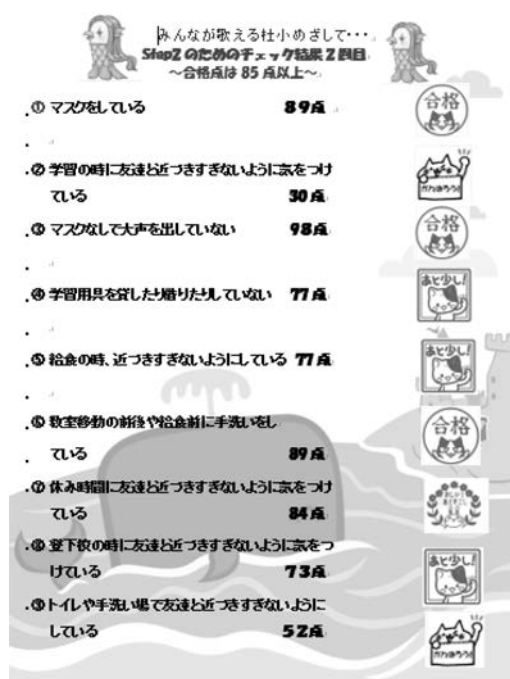 みんなが歌える杜小めざして・・・
Step2 のためのチェック結果 2回目
～合格点は 85 点以上～
① マスクをしている 89点
合格
② 学習の時に友達と近づきすぎないように気をつけ
ている 30点
がんばろう!
③ マスクなしで大声を出していない 98点
合格
④ 学習用具を貸したり借りたりしていない 77点
あと少し!
⑤ 給食の時、近づきすぎないようにしている 77点
あと少し!
⑥ 教室移動の前後や給食前に手洗いをし
ている 89点
合格
⑦ 休み時間に友達と近づきすぎないように気をつけ
ている 84点
⑧ 登下校の時に友達と近づきすぎないように気をつ
けている 73点
あと少し!
⑨ トイレや手洗い場で友達と近づきすぎないように
している 52点
がんばろう!